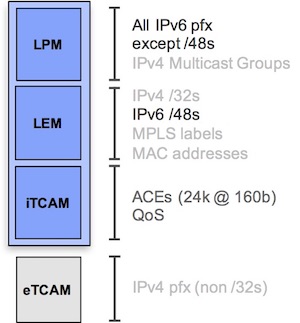 LPM
All IPv6 pfx
except /48s
IPv4 Multicast Groups
LEM
IPv4 /32s
IPv6 /48s
MPLS labels
MAC addresses
iTCAM
ACEs (24k @ 160b)
QoS
eTCAM
IPv4 pfx (non /32s)